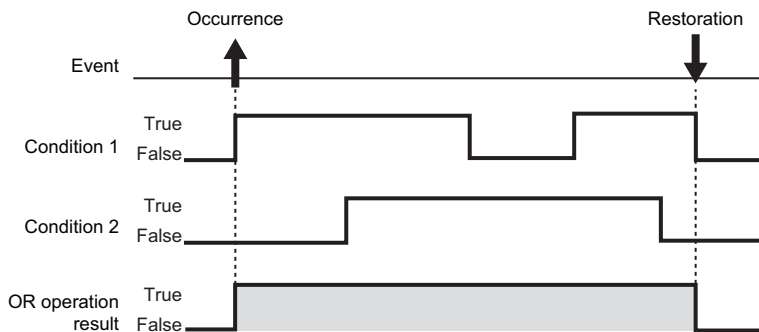 Occurrence
Restoration
Event
Condition 1
True
False
Condition 2
True
False
OR operation
result
True
False